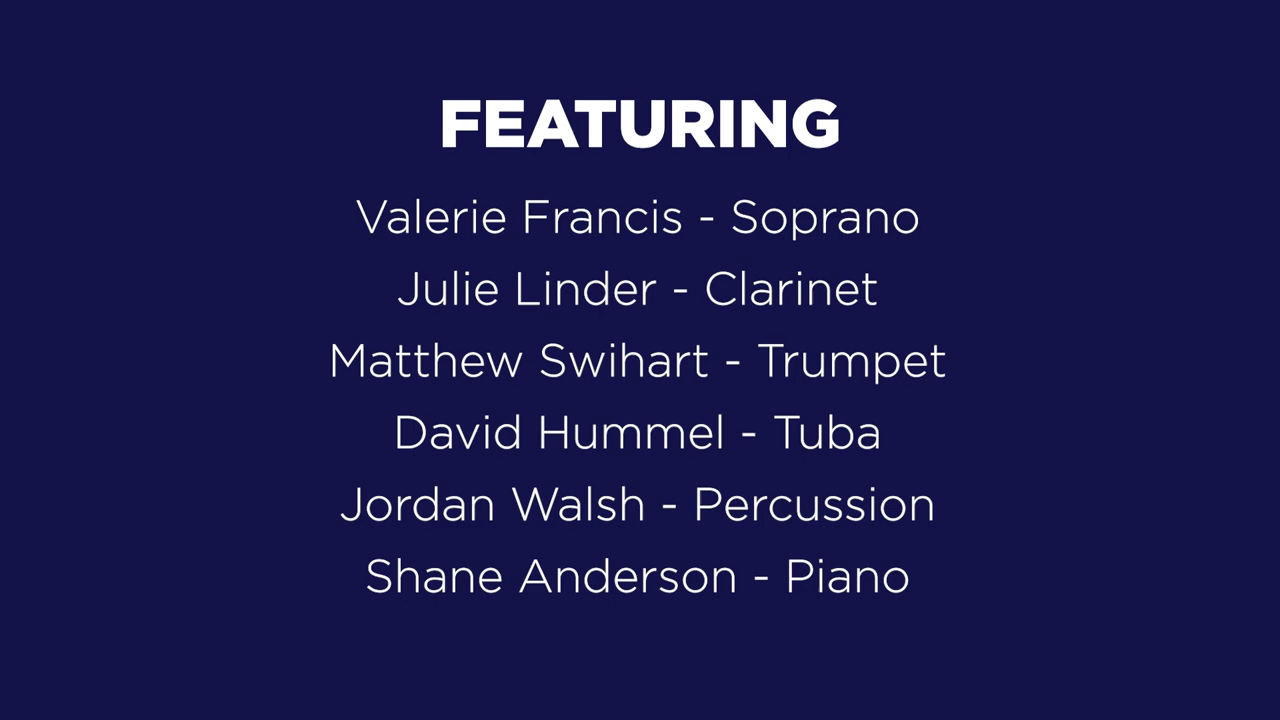 FEATURING
Valerie Francis - Soprano
Julie Linder - Clarinet
Matthew Swihart - Trumpet
David Hummel - Tuba
Jordan Walsh - Percussion
Shane Anderson - Piano